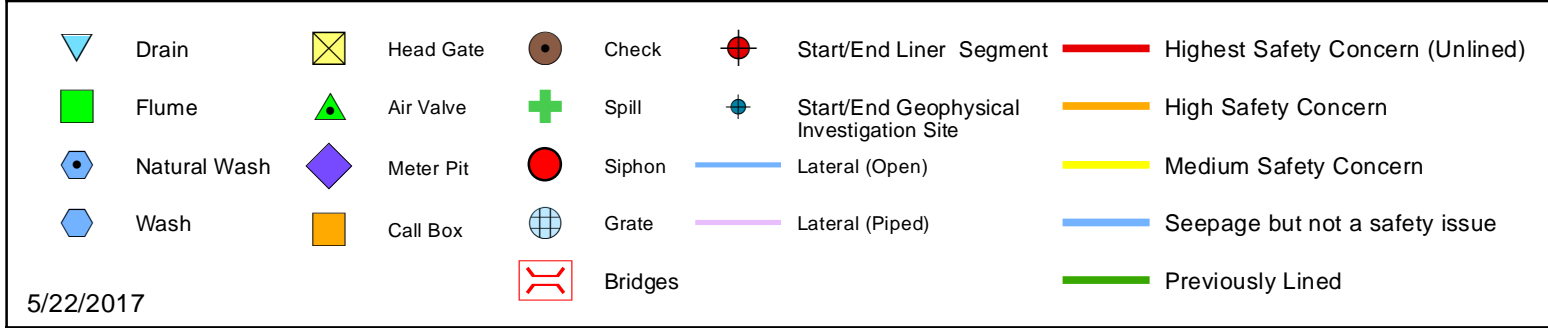 Drain
Flume
Natural Wash
Wash
Head Gate
Air Valve
Meter Pit
Call Box
Check
Spill
Siphon
Grate
Bridges
Start/End Liner Segment
Start/End Geophysical
Investigation Site
Lateral (Open)
Lateral (Piped)
Highest Safety Concern (Unlined)
High Safety Concern
Medium Safety Concern
Seepage but not a safety issue
Previously Lined
5/22/2017